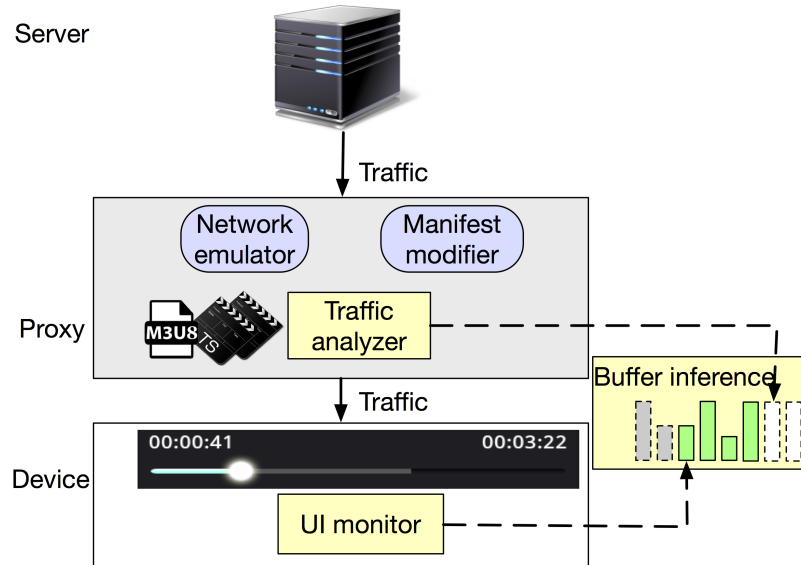 Server
Traffic
Network
emulator
Manifest
modifier
Proxy
M3U8
TS
Traffic
analyzer
Traffic
Buffer inference
Device
00:00:41
00:03:22
UI monitor